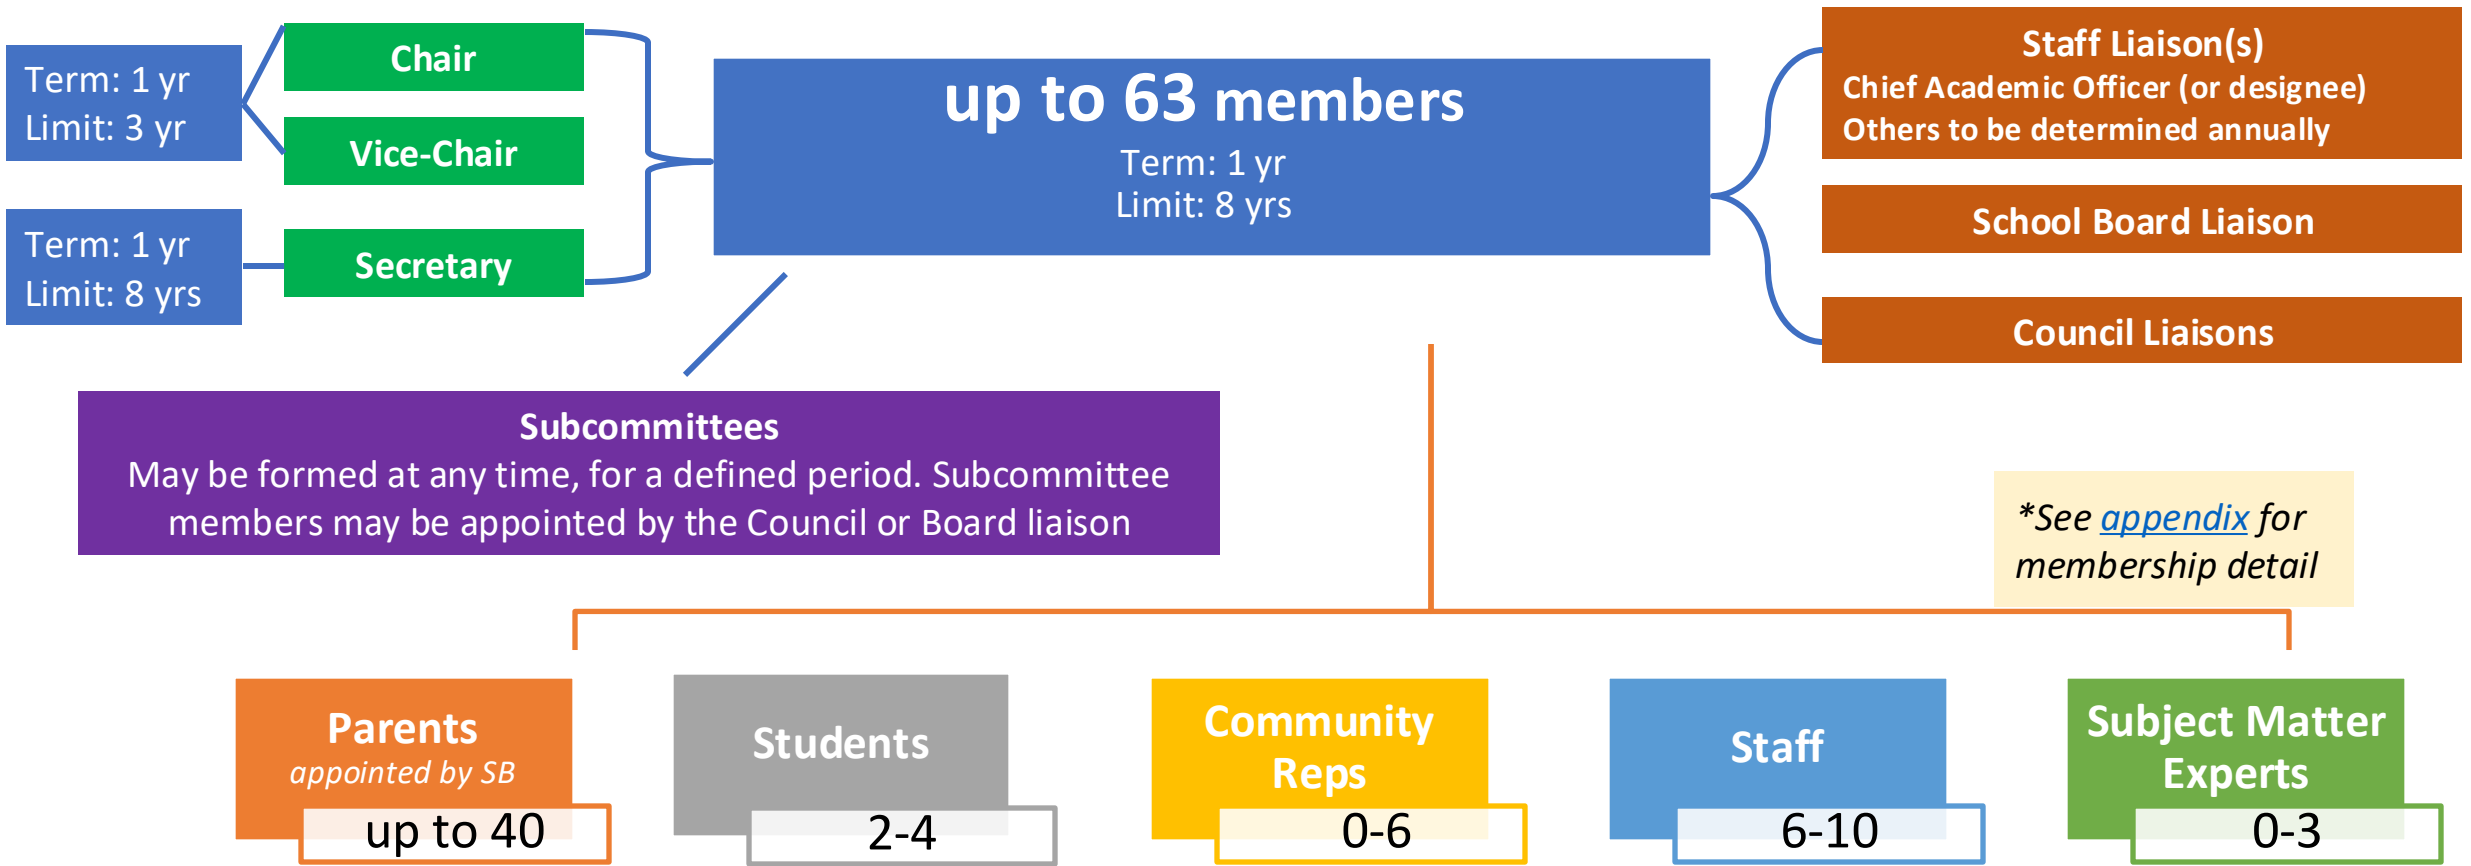 Term: 1 yr
Limit: 3 yr
Chair
Vice-Chair
Term: 1 yr
Limit: 8 yrs
Secretary
up to 63 members
Term: 1 yr
Limit: 8 yrs
Staff Liaison(s)
Chief Academic Officer (or designee)
Others to be determined annually
School Board Liaison
Council Liaisons
Subcommittees
May be formed at any time, for a defined period. Subcommittee
members may be appointed by the Council or Board liaison
*See appendix for
membership detail
Parents
appointed by SB
up to 40
Students
2-4
Community
Reps
0-6
Staff
6-10
Subject Matter
Experts
0-3